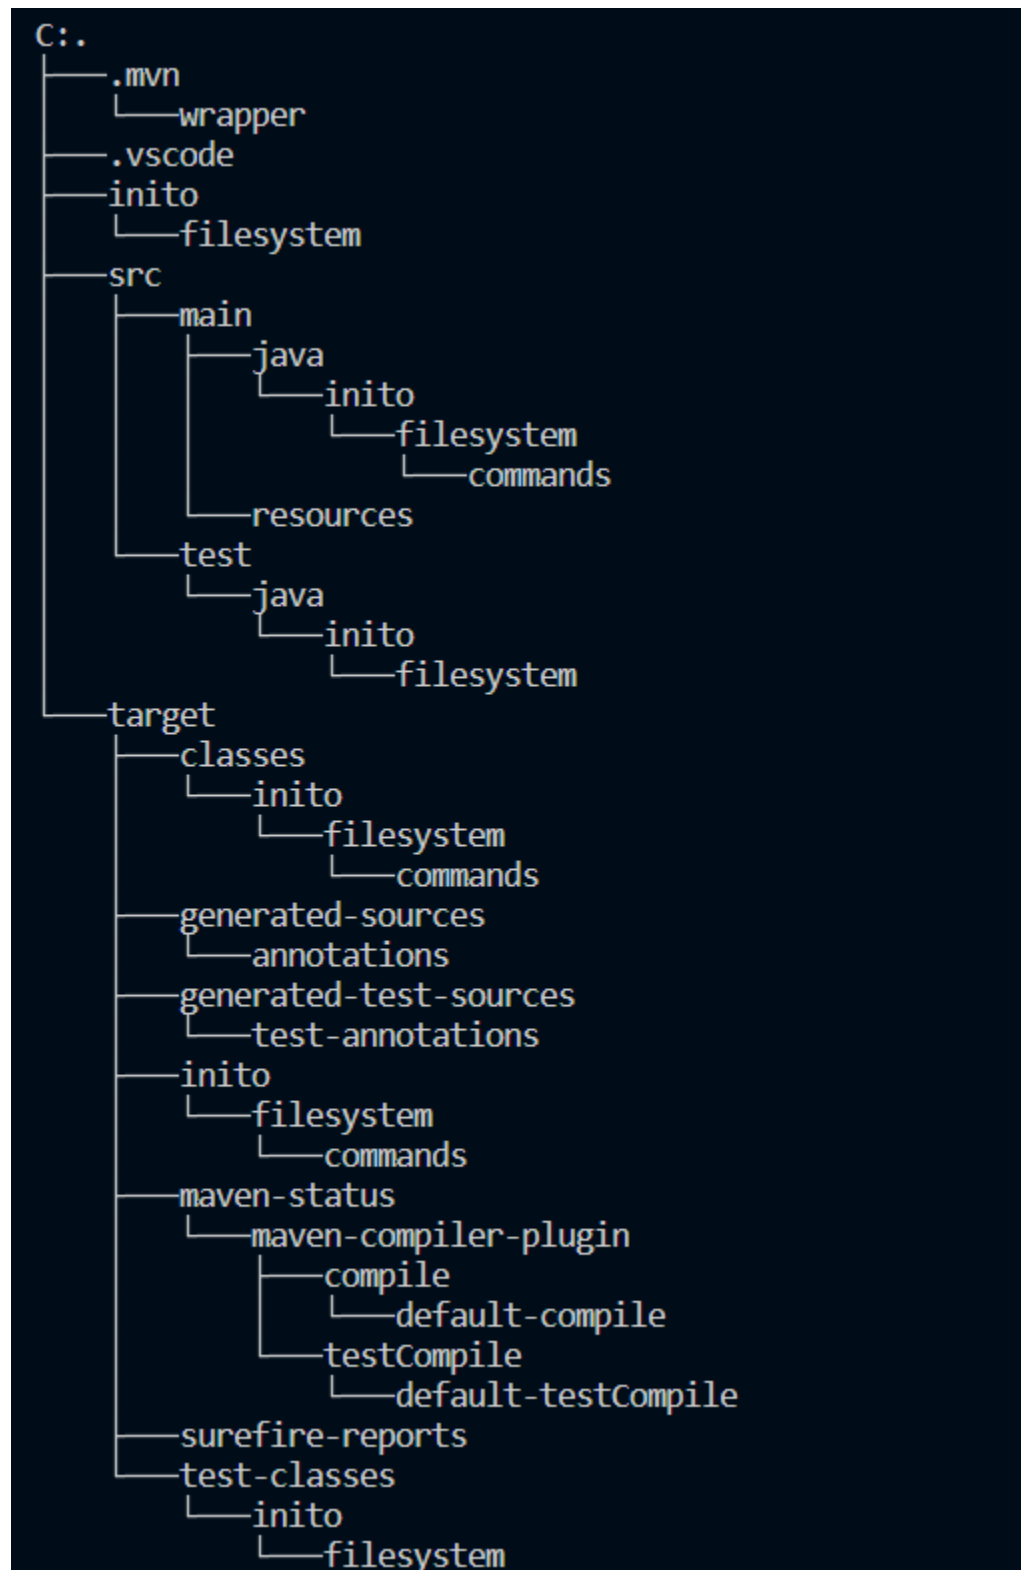 C:.
├───.mvn
│   └───wrapper
├───.vscode
├───inito
│   └───filesystem
├───src
│   ├───main
│   │   ├───java
│   │   │   └───inito
│   │   │       └───filesystem
│   │   │           └───commands
│   │   └───resources
│   └───test
│       └───java
│           └───inito
│               └───filesystem
└───target
    ├───classes
    │   └───inito
    │       └───filesystem
    │           └───commands
    ├───generated-sources
    │   └───annotations
    ├───generated-test-sources
    │   └───test-annotations
    ├───inito
    │   └───filesystem
    │       └───commands
    ├───maven-status
    │   └───maven-compiler-plugin
    │       ├───compile
    │       │   └───default-compile
    │       └───testCompile
    │           └───default-testCompile
    ├───surefire-reports
    └───test-classes
        └───inito
            └───filesystem